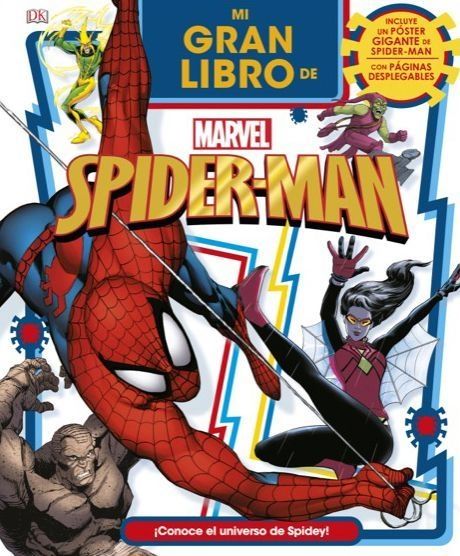 DK
MI
GRAN
LIBRO DE
INCLUYE
UN PÓSTER
GIGANTE DE
SPIDER-MAN
CON PÁGINAS
DESPLEGABLES
MARVEL
SPIDER-MAN
¡Conoce el universo de Spidey!